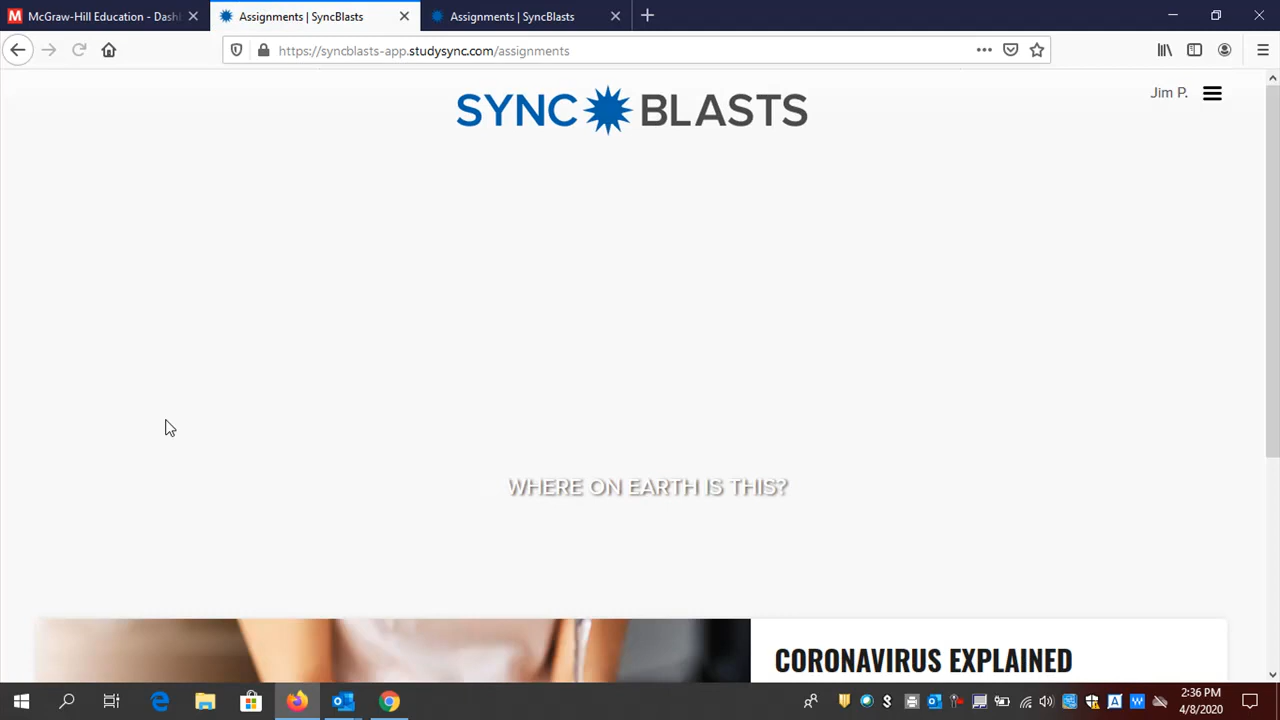 McGraw-Hill Education - Dashl
Assignments | SyncBlasts
Assignments | SyncBlasts
https://syncblasts-app.studysync.com/assignments
SYNC BLASTS
Jim P.
WHERE ON EARTH IS THIS?
CORONAVIRUS EXPLAINED
2:36 PM
4/8/2020